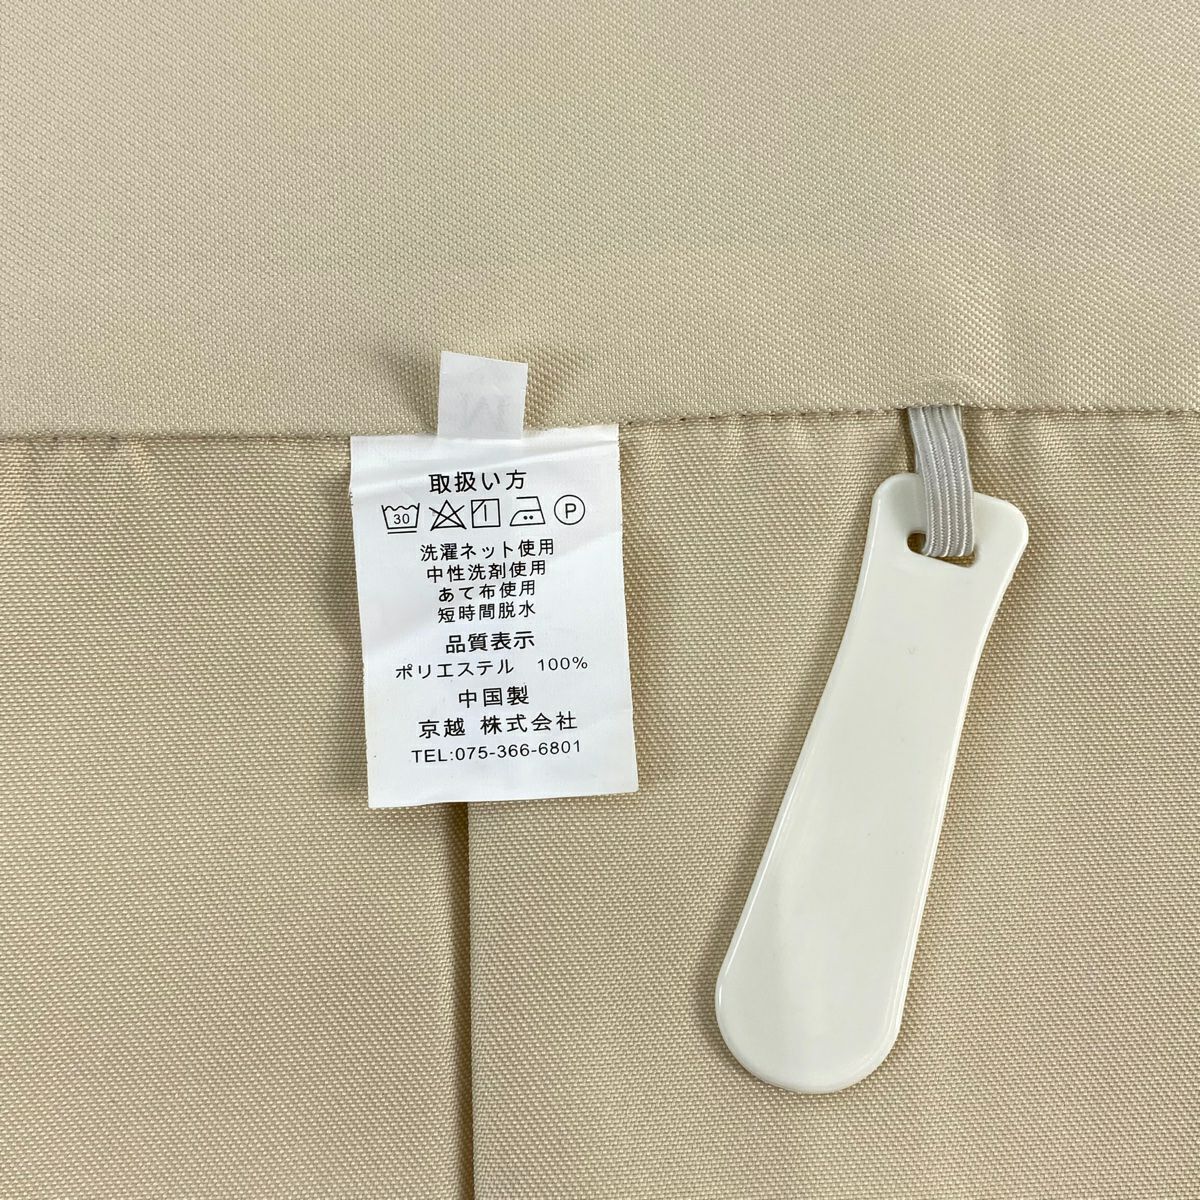 M
取扱い方
30
P
洗濯ネット使用
中性洗剤使用
あて布使用
短時間脱水
品質表示
ポリエステル 100%
中国製
京越 株式会社
TEL:075-366-6801